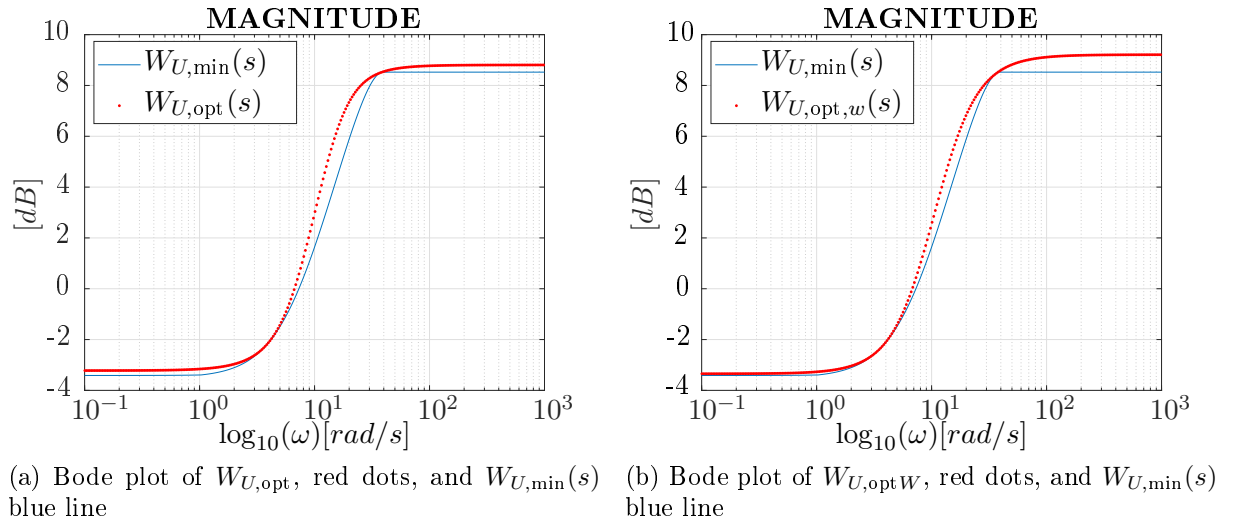 MAGNITUDE
10
8
6
4
2
0
-2
-4
[dB]
W_{U,min}(s)
W_{U,opt}(s)
10^{-1} 10^0 10^1 10^2 10^3
log_{10}(ω)[rad/s]
(a) Bode plot of W_{U,opt}, red dots, and W_{U,min}(s)
blue line
MAGNITUDE
10
8
6
4
2
0
-2
-4
[dB]
W_{U,min}(s)
W_{U,opt,w}(s)
10^{-1} 10^0 10^1 10^2 10^3
log_{10}(ω)[rad/s]
(b) Bode plot of W_{U,optW}, red dots, and W_{U,min}(s)
blue line